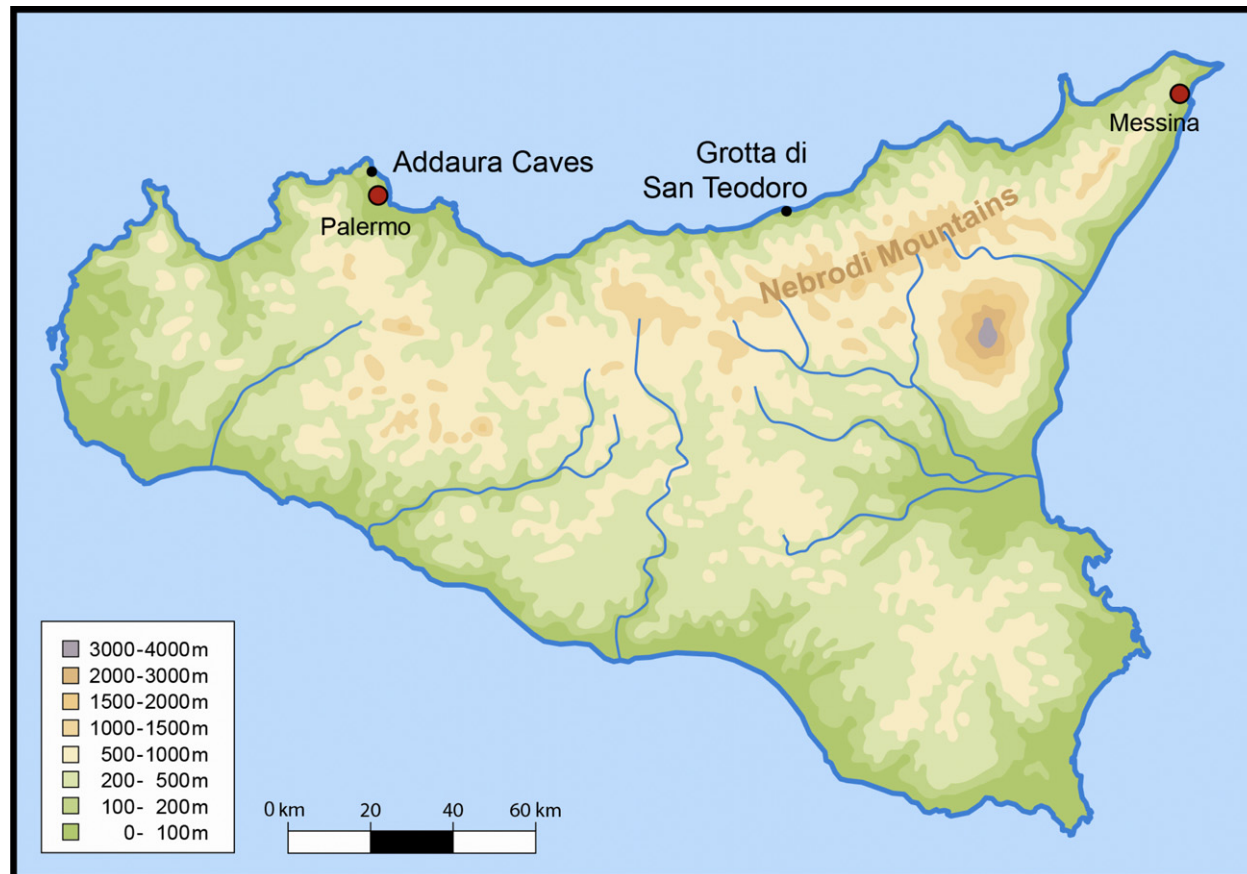 Messina
Addaura Caves
Grotta di
San Teodoro
Palermo
Nebrodi Mountains
3000-4000m
2000-3000m
1500-2000m
1000-1500m
500-1000m
200- 500m
100- 200m
0- 100m
0 km 20 40 60 km